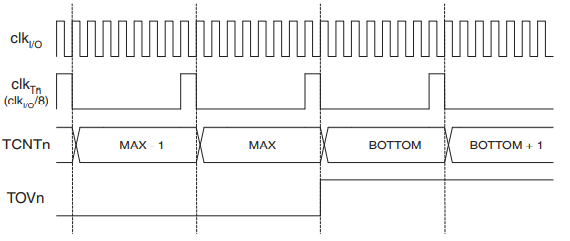 clkI/O
clkTn
(clkI/O/8)
TCNTn MAX - 1 MAX BOTTOM BOTTOM + 1
TOVn